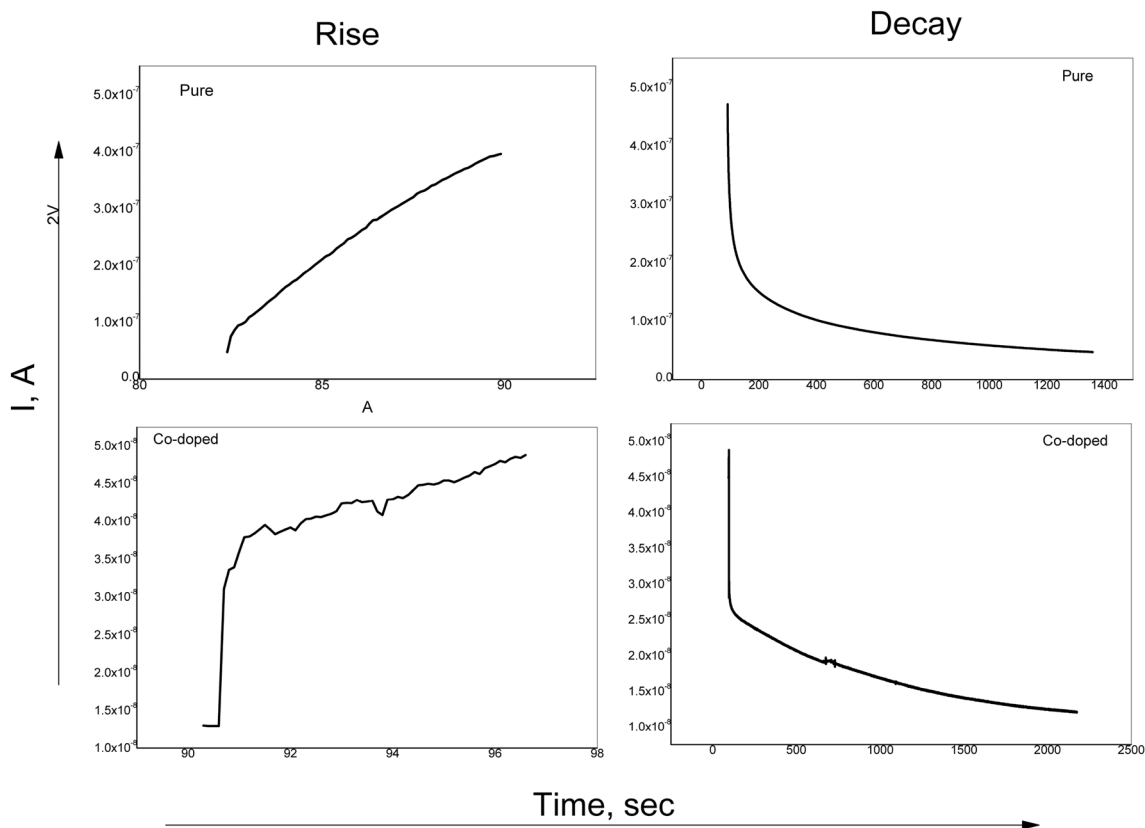 Rise
Decay
Pure
5.0x10-7
4.0x10-7
3.0x10-7
2.0x10-7
1.0x10-7
0.0
80
85
90
A
Pure
5.0x10-7
4.0x10-7
3.0x10-7
2.0x10-7
1.0x10-7
0.0
0
200
400
600
800
1000
1200
1400
2V
I, A
Co-doped
5.0x10-8
4.5x10-8
4.0x10-8
3.5x10-8
3.0x10-8
2.5x10-8
2.0x10-8
1.5x10-8
1.0x10-8
90
92
94
96
98
Co-doped
5.0x10-8
4.5x10-8
4.0x10-8
3.5x10-8
3.0x10-8
2.5x10-8
2.0x10-8
1.5x10-8
1.0x10-8
0
500
1000
1500
2000
2500
Time, sec